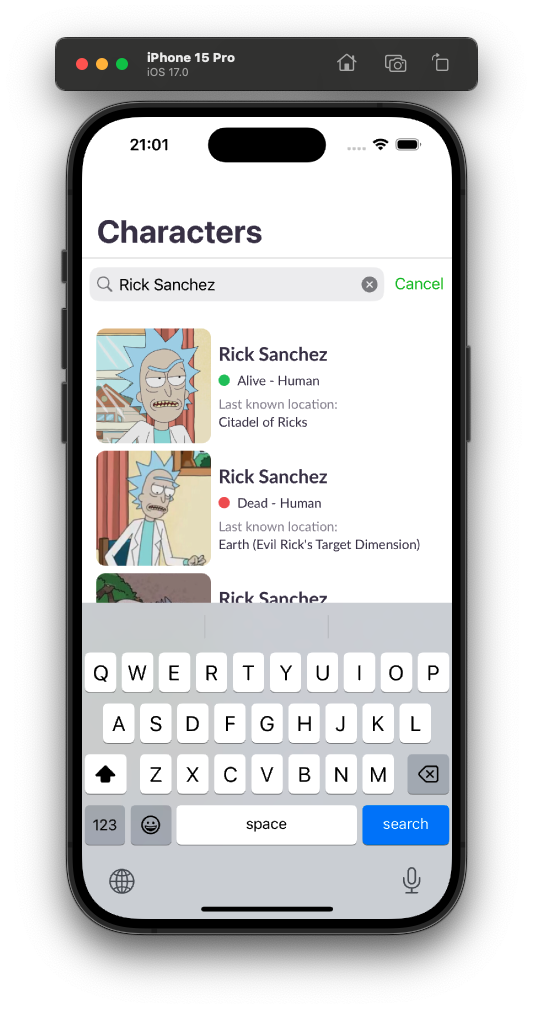 iPhone 15 Pro
iOS 17.0
21:01
Characters
Rick Sanchez
Cancel
Rick Sanchez
Alive - Human
Last known location:
Citadel of Ricks
Rick Sanchez
Dead - Human
Last known location:
Earth (Evil Rick's Target Dimension)
Rick Sanchez
Q W E R T Y U I O P
A S D F G H J K L
Z X C V B N M
123 space search